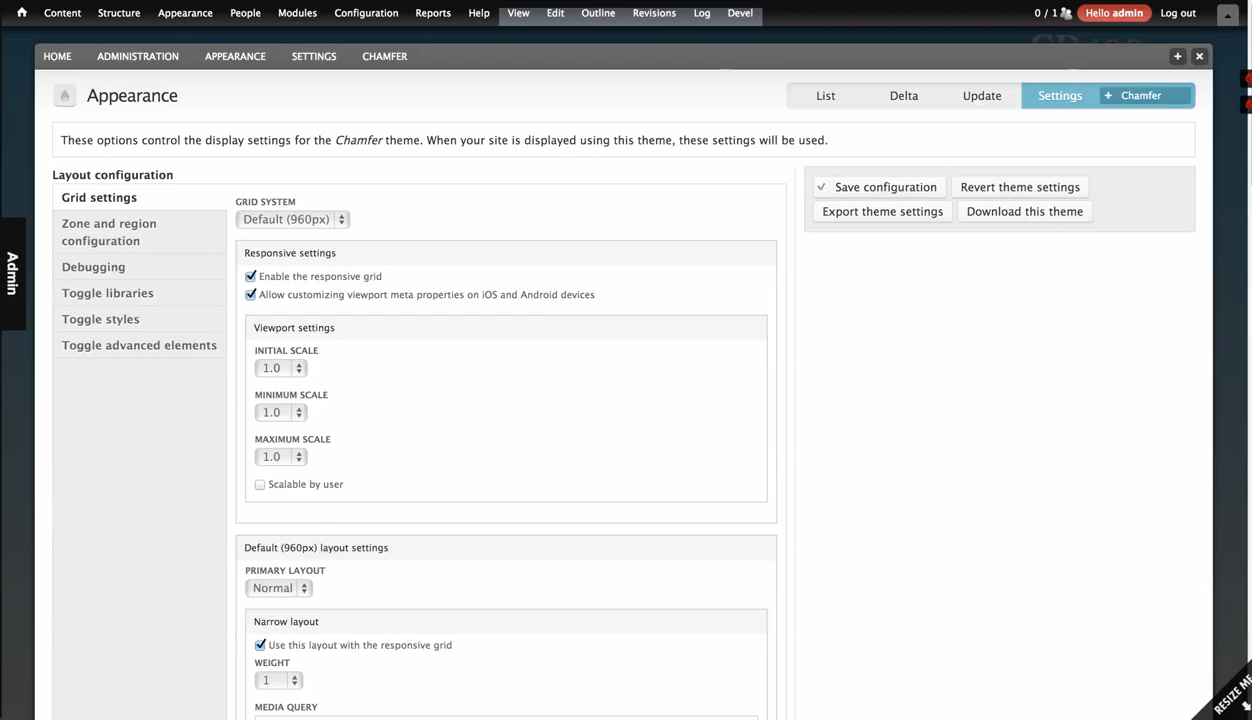 Content Structure Appearance People Modules Configuration Reports Help View Edit Outline Revisions Log Devel 0 / 1 Hello admin Log out
HOME ADMINISTRATION APPEARANCE SETTINGS CHAMFER + ×
Appearance
List Delta Update Settings + Chamfer
These options control the display settings for the Chamfer theme. When your site is displayed using this theme, these settings will be used.
Layout configuration
Grid settings
Zone and region
configuration
Debugging
Toggle libraries
Toggle styles
Toggle advanced elements
GRID SYSTEM
Default (960px)
Responsive settings
Enable the responsive grid
Allow customizing viewport meta properties on iOS and Android devices
Viewport settings
INITIAL SCALE
1.0
MINIMUM SCALE
1.0
MAXIMUM SCALE
1.0
Scalable by user
Default (960px) layout settings
PRIMARY LAYOUT
Normal
Narrow layout
Use this layout with the responsive grid
WEIGHT
1
MEDIA QUERY
✓ Save configuration Revert theme settings
Export theme settings Download this theme
Admin
RESIZE ME